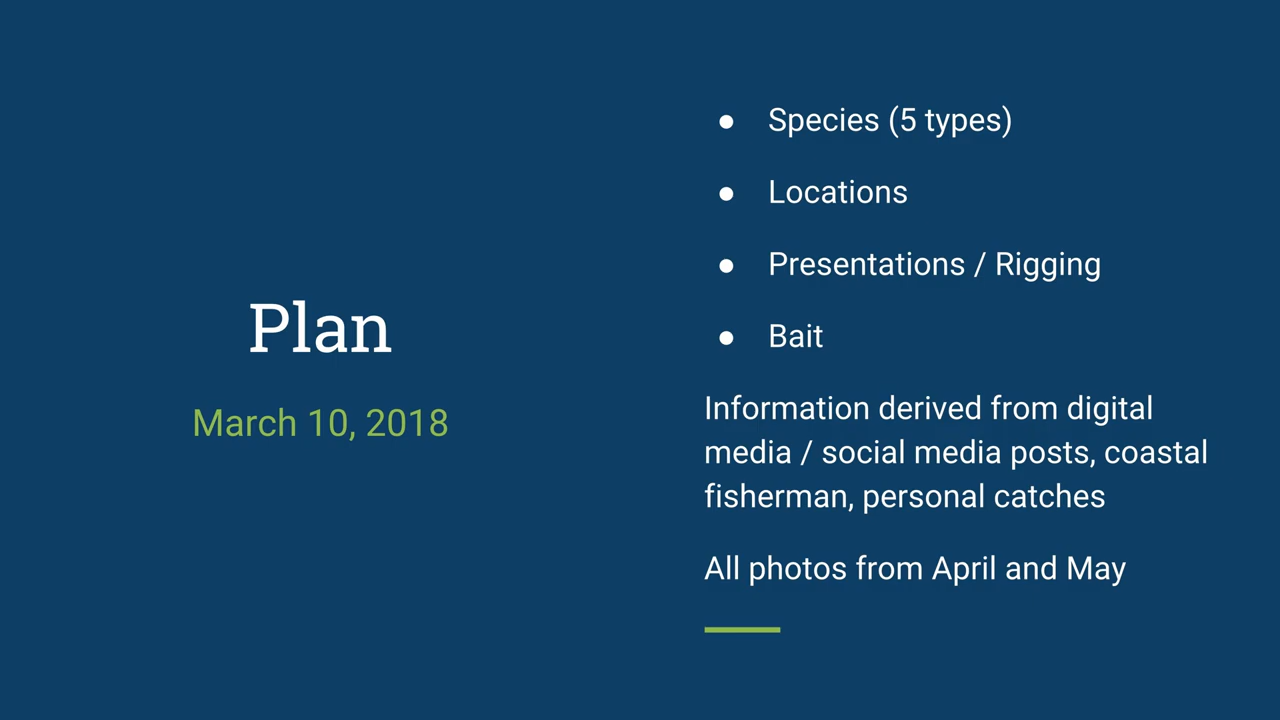 Plan
March 10, 2018
● Species (5 types)
● Locations
● Presentations / Rigging
● Bait
Information derived from digital
media / social media posts, coastal
fisherman, personal catches
All photos from April and May